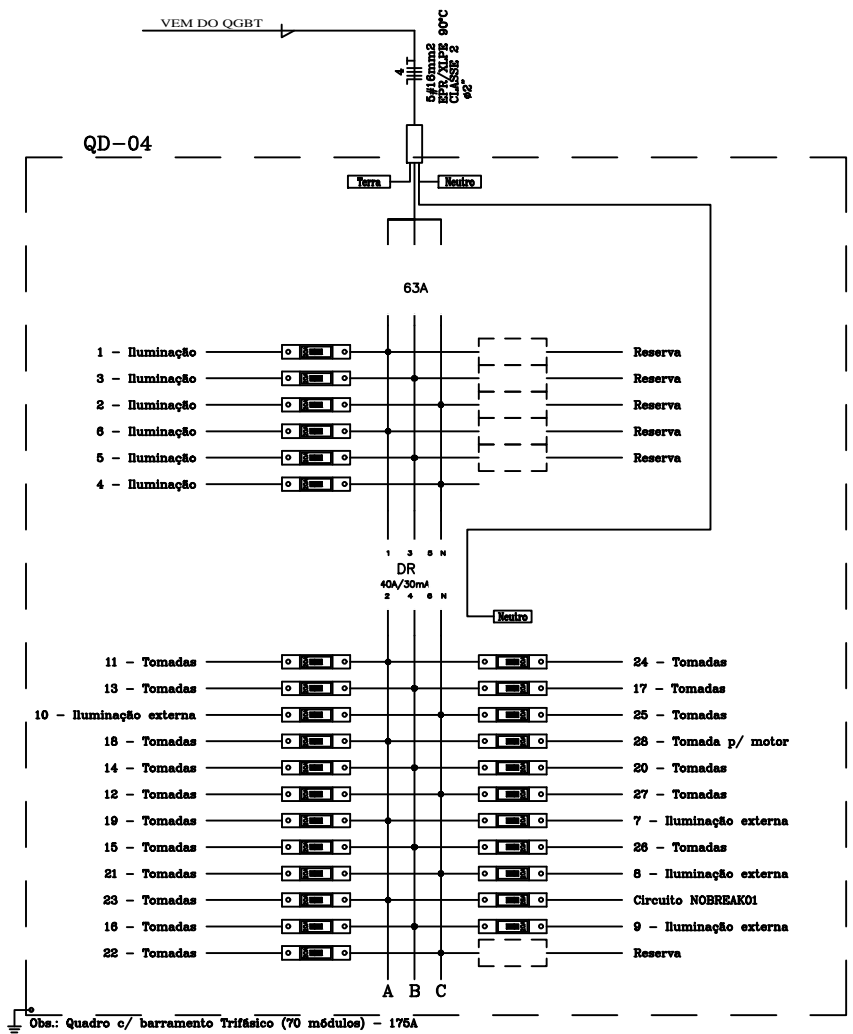 VEM DO QGBT
4
5#16mm2
EPR/XLPE 90°C
CLASSE 2
ø2"
QD-04
Terra
Neutro
63A
1 - Iluminação
Reserva
3 - Iluminação
Reserva
2 - Iluminação
Reserva
6 - Iluminação
Reserva
5 - Iluminação
Reserva
4 - Iluminação
1 3 5 N
DR
40A/30mA
2 4 6 N
Neutro
11 - Tomadas
24 - Tomadas
13 - Tomadas
17 - Tomadas
10 - Iluminação externa
25 - Tomadas
18 - Tomadas
28 - Tomada p/ motor
14 - Tomadas
20 - Tomadas
12 - Tomadas
27 - Tomadas
19 - Tomadas
7 - Iluminação externa
15 - Tomadas
26 - Tomadas
21 - Tomadas
8 - Iluminação externa
23 - Tomadas
Circuito NOBREAK01
16 - Tomadas
9 - Iluminação externa
22 - Tomadas
Reserva
A B C
Obs.: Quadro c/ barramento Trifásico (70 módulos) - 175A